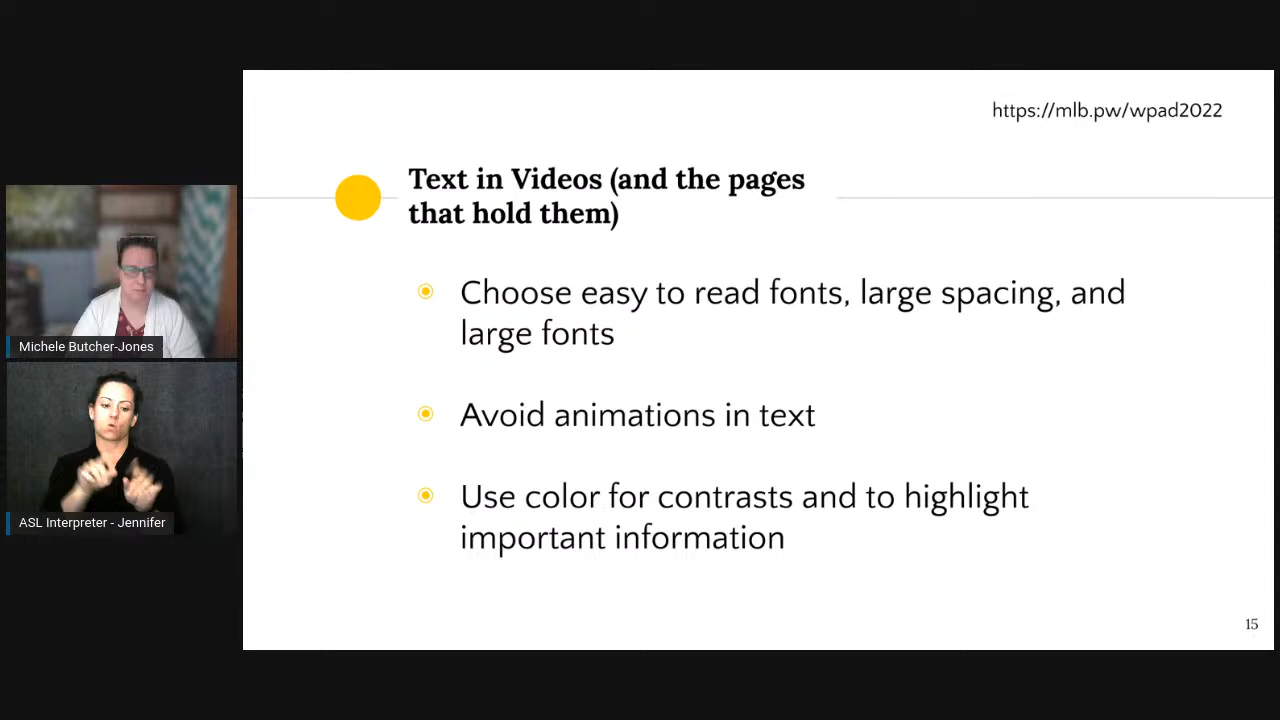 https://mlb.pw/wpad2022
Text in Videos (and the pages
that hold them)
Choose easy to read fonts, large spacing, and
large fonts
Avoid animations in text
Use color for contrasts and to highlight
important information
15
Michele Butcher-Jones
ASL Interpreter - Jennifer